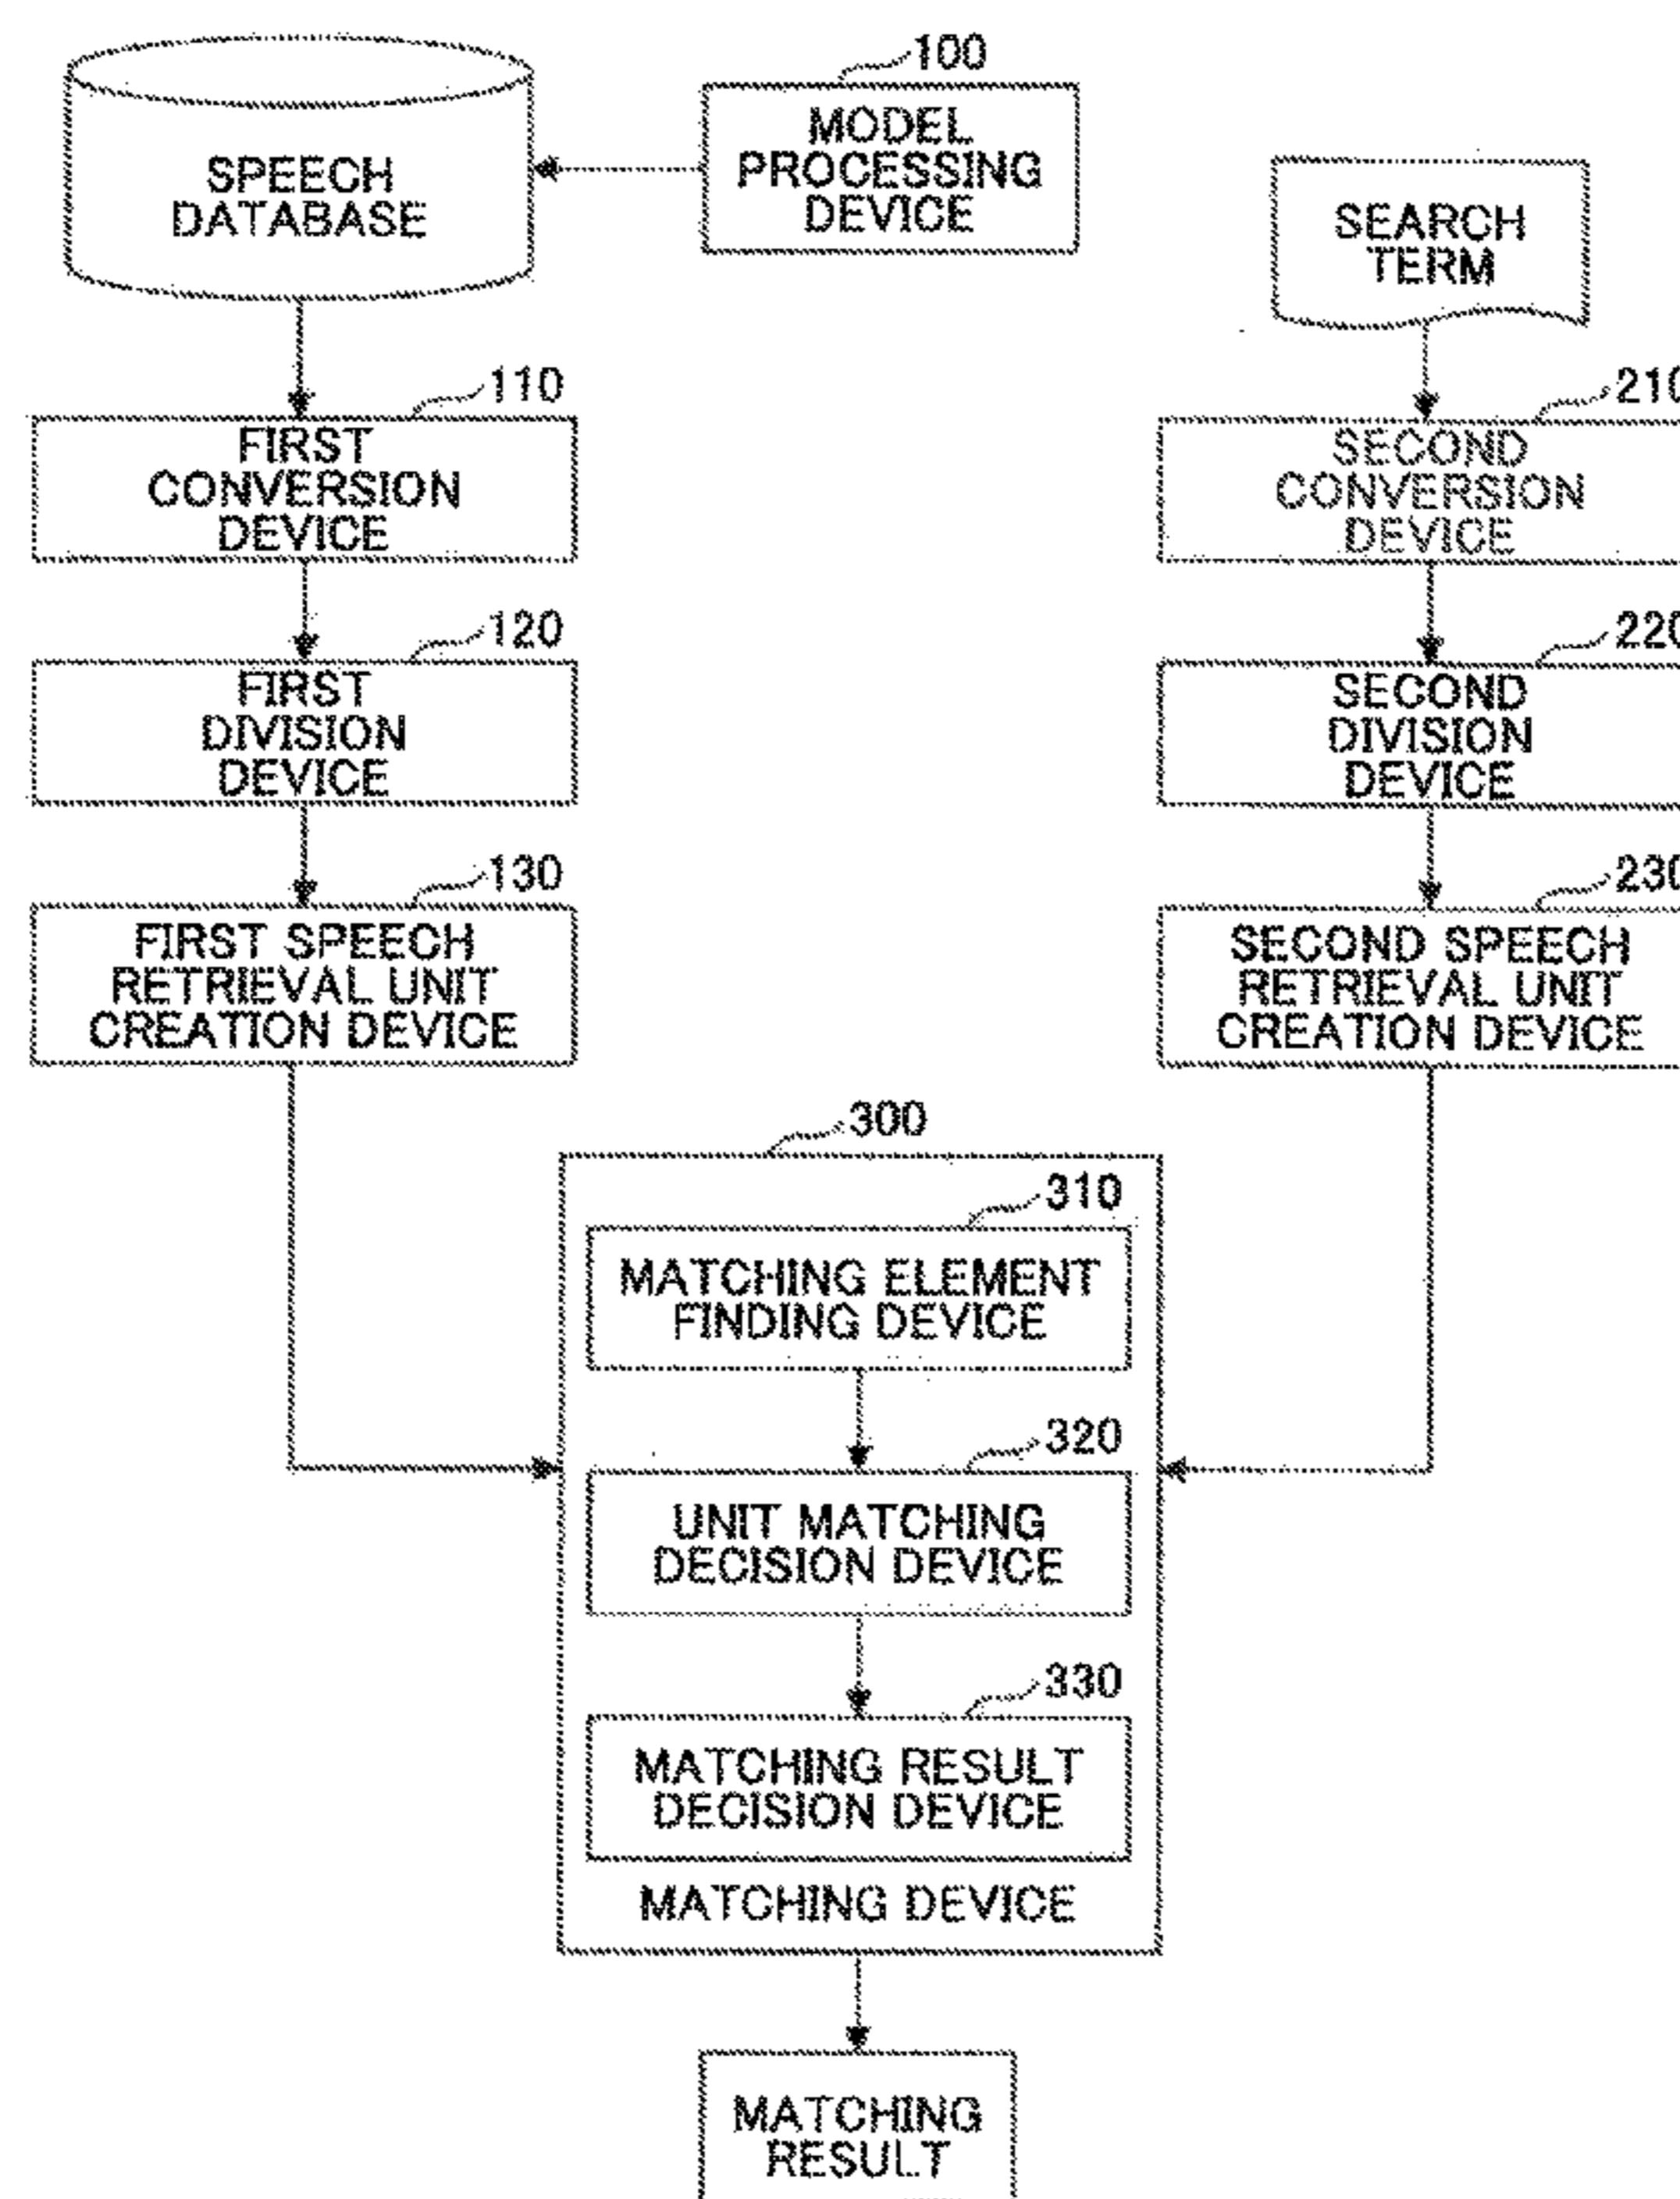 100
MODEL
PROCESSING
DEVICE
SPEECH
DATABASE
SEARCH
TERM
110
FIRST
CONVERSION
DEVICE
210
SECOND
CONVERSION
DEVICE
120
FIRST
DIVISION
DEVICE
220
SECOND
DIVISION
DEVICE
130
FIRST SPEECH
RETRIEVAL UNIT
CREATION DEVICE
230
SECOND SPEECH
RETRIEVAL UNIT
CREATION DEVICE
300
310
MATCHING ELEMENT
FINDING DEVICE
320
UNIT MATCHING
DECISION DEVICE
330
MATCHING RESULT
DECISION DEVICE
MATCHING DEVICE
MATCHING
RESULT